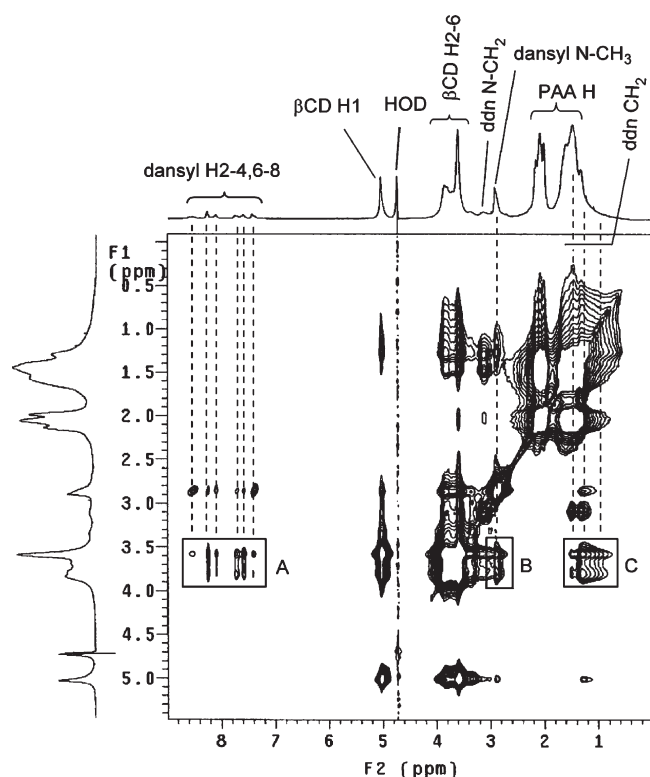 βCD H2-6
ddn N-CH2
dansyl N-CH3
βCD H1
HOD
PAA H
ddn CH2
dansyl H2-4,6-8
F1
(ppm)
0.5
1.0
1.5
2.0
2.5
3.0
3.5
4.0
4.5
5.0
A
B
C
8 7 6 5 4 3 2 1
F2 (ppm)